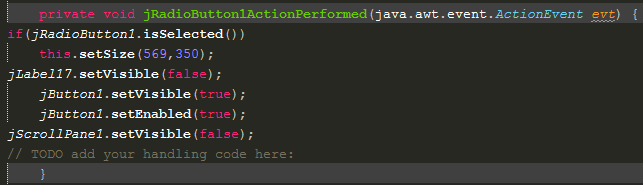 private void jRadioButton1ActionPerformed(java.awt.event.ActionEvent evt) {
if(jRadioButton1.isSelected())
this.setSize(569,350);
jLabel17.setVisible(false);
jButton1.setVisible(true);
jButton1.setEnabled(true);
jScrollPane1.setVisible(false);
// TODO add your handling code here:
}